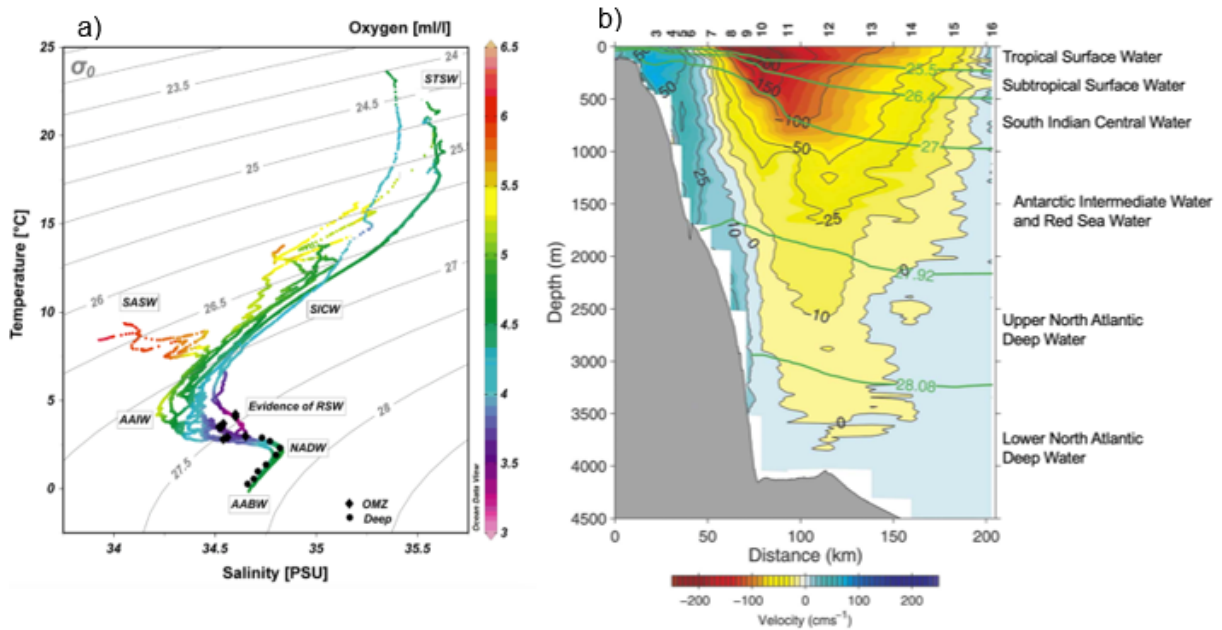 a)
Oxygen [ml/l]
25
20
15
10
5
0
Temperature [°C]
σ0
24
23.5
24.5
25
25.
26
26.5
27
27.5
28
STSW
SASW
SICW
AAIW
Evidence of RSW
NADW
AABW
OMZ
Deep
34
34.5
35
35.5
Salinity [PSU]
6.5
6
5.5
5
4.5
4
3.5
3
Ocean Data View
b)
3 5 6 7 8 9 10 11 12 13 14 15 16
0
500
1000
1500
2000
2500
3000
3500
4000
4500
Depth (m)
25.5
26.4
27
28.08
50
150
-100
-50
-25
25
10
0
-10
0
0
0 50 100 150 200
Distance (km)
Tropical Surface Water
Subtropical Surface Water
South Indian Central Water
Antarctic Intermediate Water
and Red Sea Water
Upper North Atlantic
Deep Water
Lower North Atlantic
Deep Water
-200 -100 0 100 200
Velocity (cms⁻¹)